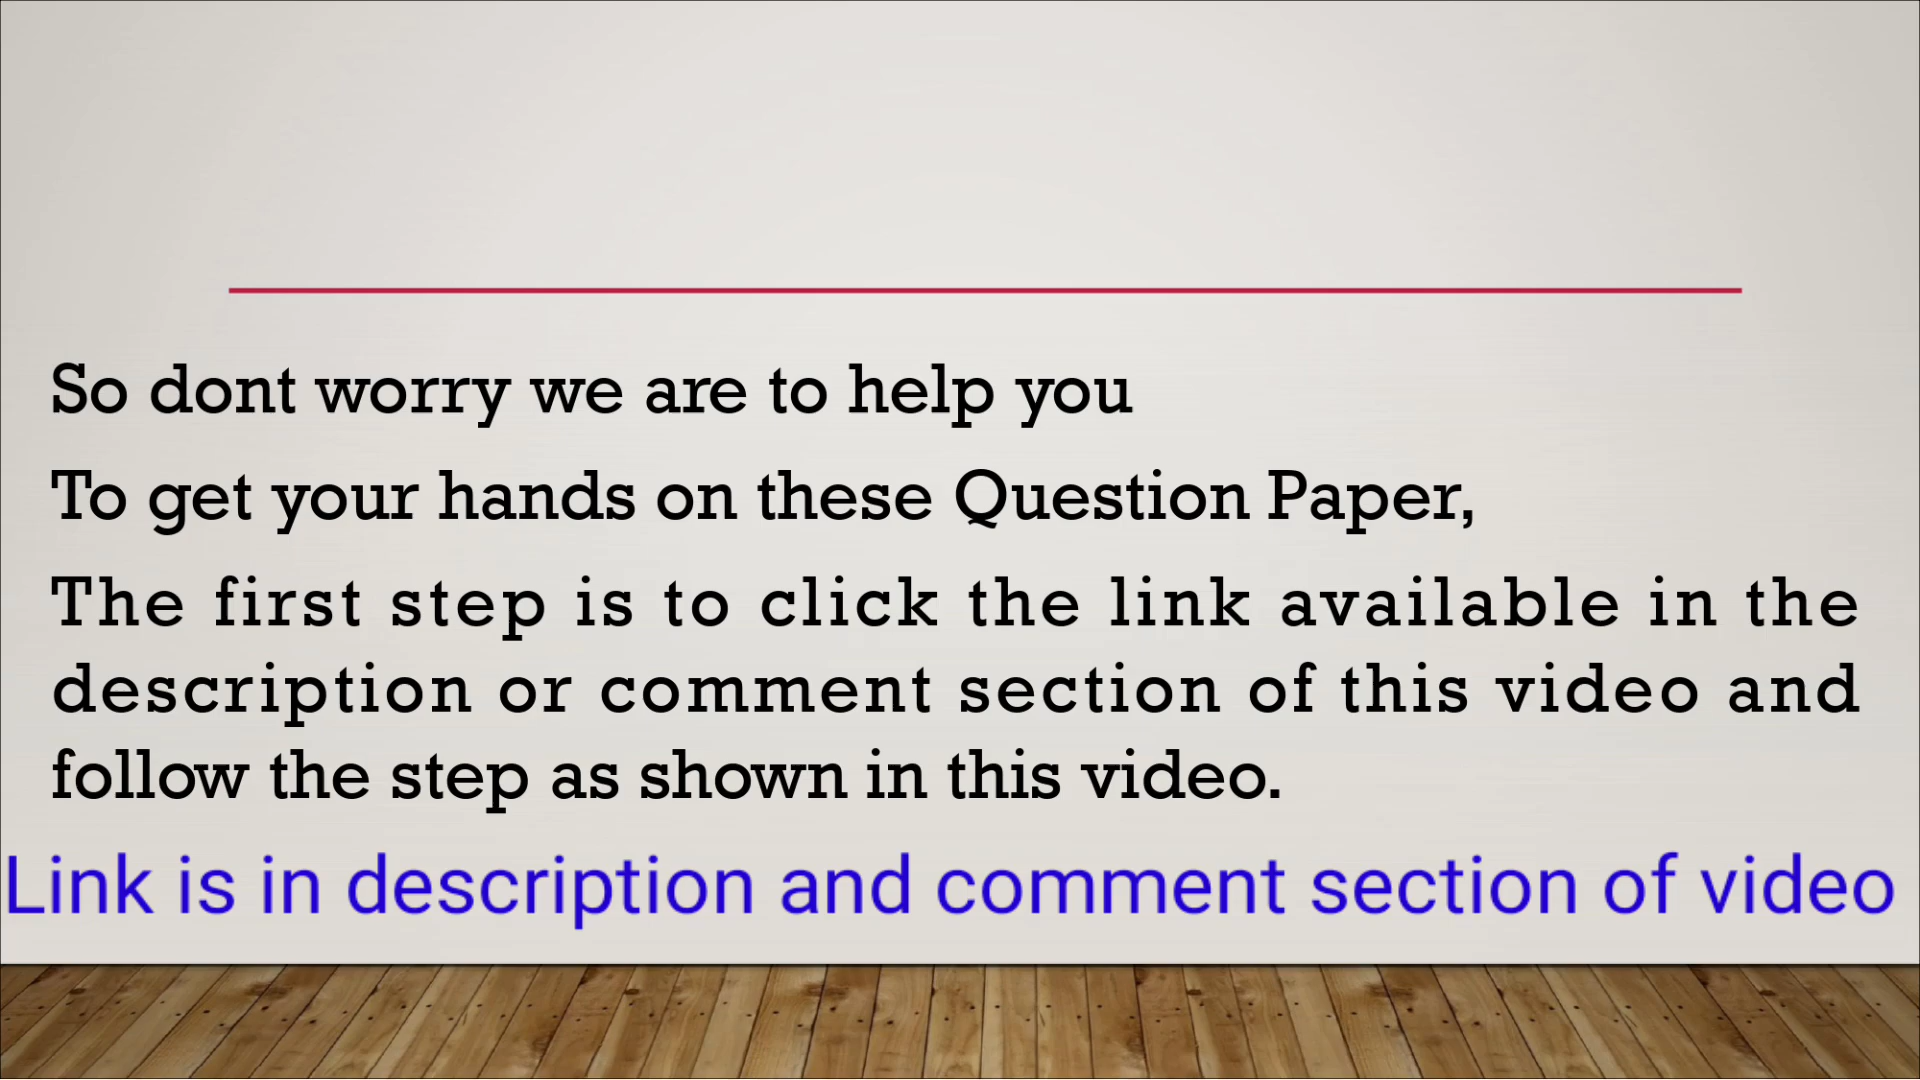 So dont worry we are to help you
To get your hands on these Question Paper,
The first step is to click the link available in the
description or comment section of this video and
follow the step as shown in this video.
Link is in description and comment section of video